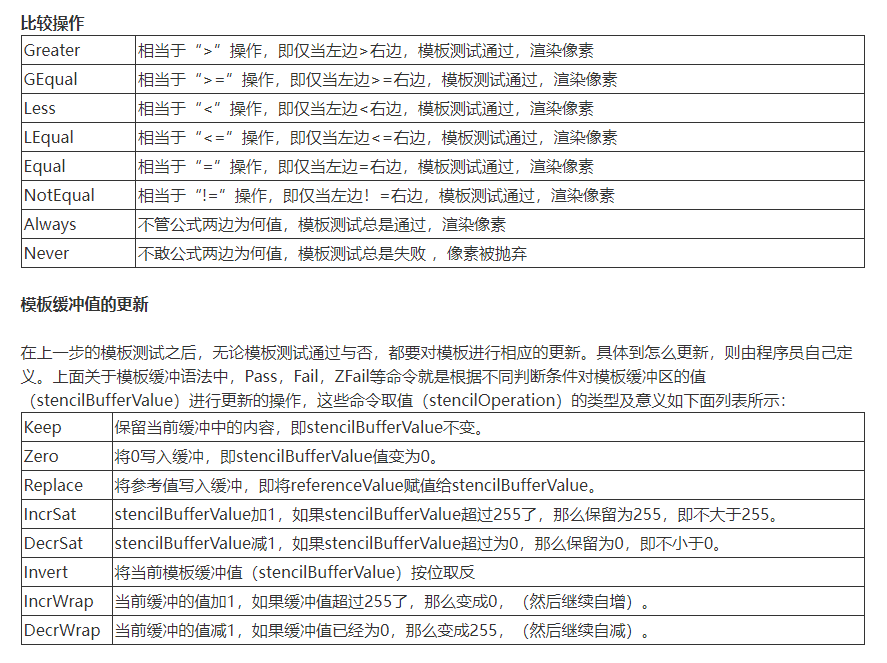 比较操作
Greater 相当于“>”操作，即仅当左边>右边，模板测试通过，渲染像素
GEqual 相当于“>=”操作，即仅当左边>=右边，模板测试通过，渲染像素
Less 相当于“<”操作，即仅当左边<右边，模板测试通过，渲染像素
LEqual 相当于“<=”操作，即仅当左边<=右边，模板测试通过，渲染像素
Equal 相当于“=”操作，即仅当左边=右边，模板测试通过，渲染像素
NotEqual 相当于“!=”操作，即仅当左边！=右边，模板测试通过，渲染像素
Always 不管公式两边为何值，模板测试总是通过，渲染像素
Never 不敢公式两边为何值，模板测试总是失败 ，像素被抛弃
模板缓冲值的更新
在上一步的模板测试之后，无论模板测试通过与否，都要对模板进行相应的更新。具体到怎么更新，则由程序员自己定
义。上面关于模板缓冲语法中，Pass，Fail，ZFail等命令就是根据不同判断条件对模板缓冲区的值
（stencilBufferValue）进行更新的操作，这些命令取值（stencilOperation）的类型及意义如下面列表所示：
Keep 保留当前缓冲中的内容，即stencilBufferValue不变。
Zero 将0写入缓冲，即stencilBufferValue值变为0。
Replace 将参考值写入缓冲，即将referenceValue赋值给stencilBufferValue。
IncrSat stencilBufferValue加1，如果stencilBufferValue超过255了，那么保留为255，即不大于255。
DecrSat stencilBufferValue减1，如果stencilBufferValue超过为0，那么保留为0，即不小于0。
Invert 将当前模板缓冲值（stencilBufferValue）按位取反
IncrWrap 当前缓冲的值加1，如果缓冲值超过255了，那么变成0，（然后继续自增）。
DecrWrap 当前缓冲的值减1，如果缓冲值已经为0，那么变成255，（然后继续自减）。